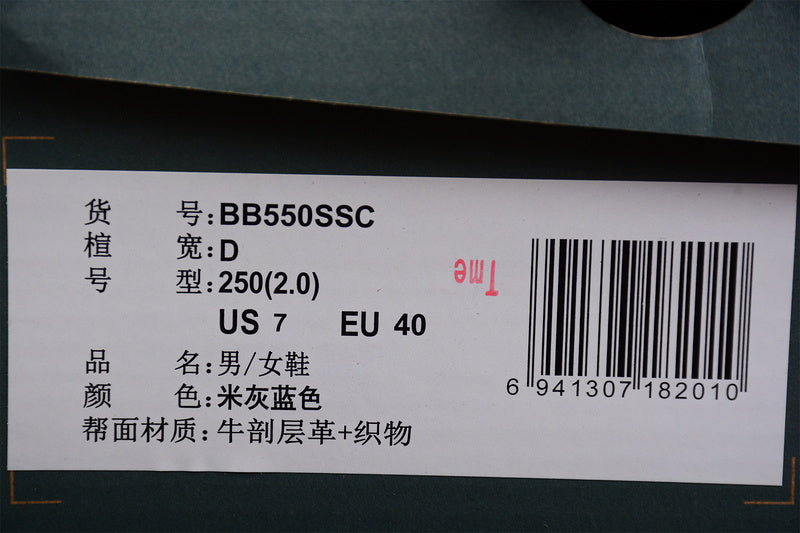 货 号:BB550SSC
楦 宽:D
号 型:250(2.0)
US 7 EU 40
品 名:男/女鞋
颜 色:米灰蓝色
帮面材质:牛剖层革+织物
Tme
6 941307 182010